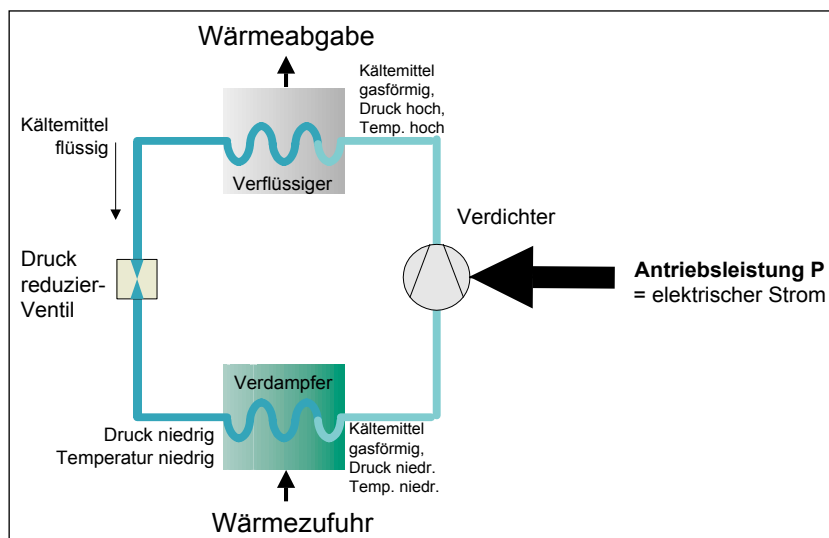 Wärmeabgabe
Kältemittel
gasförmig,
Druck hoch,
Temp. hoch
Kältemittel
flüssig
Verflüssiger
Verdichter
Druck
reduzier-
Ventil
Antriebsleistung P
= elektrischer Strom
Verdampfer
Druck niedrig
Temperatur niedrig
Kältemittel
gasförmig,
Druck niedr.
Temp. niedr.
Wärmezufuhr